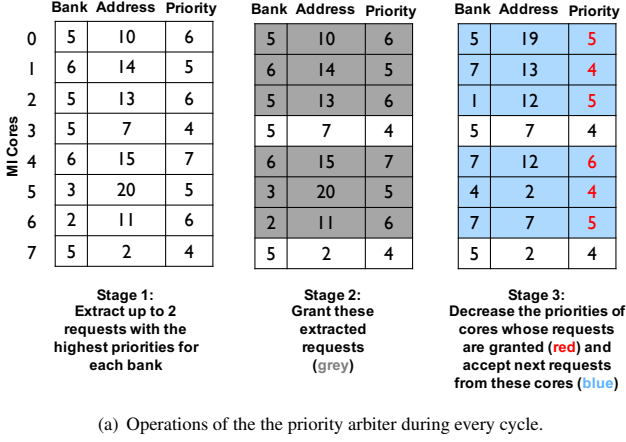 Bank Address Priority Bank Address Priority Bank Address Priority
MI Cores
0 5 10 6 5 10 6 5 19 5
1 6 14 5 6 14 5 7 13 4
2 5 13 6 5 13 6 1 12 5
3 5 7 4 5 7 4 5 7 4
4 6 15 7 6 15 7 7 12 6
5 3 20 5 3 20 5 4 2 4
6 2 11 6 2 11 6 7 7 5
7 5 2 4 5 2 4 5 2 4
Stage 1:
Extract up to 2
requests with the
highest priorities for
each bank
Stage 2:
Grant these
extracted
requests
(grey)
Stage 3:
Decrease the priorities of
cores whose requests
are granted (red) and
accept next requests
from these cores (blue)
(a) Operations of the the priority arbiter during every cycle.